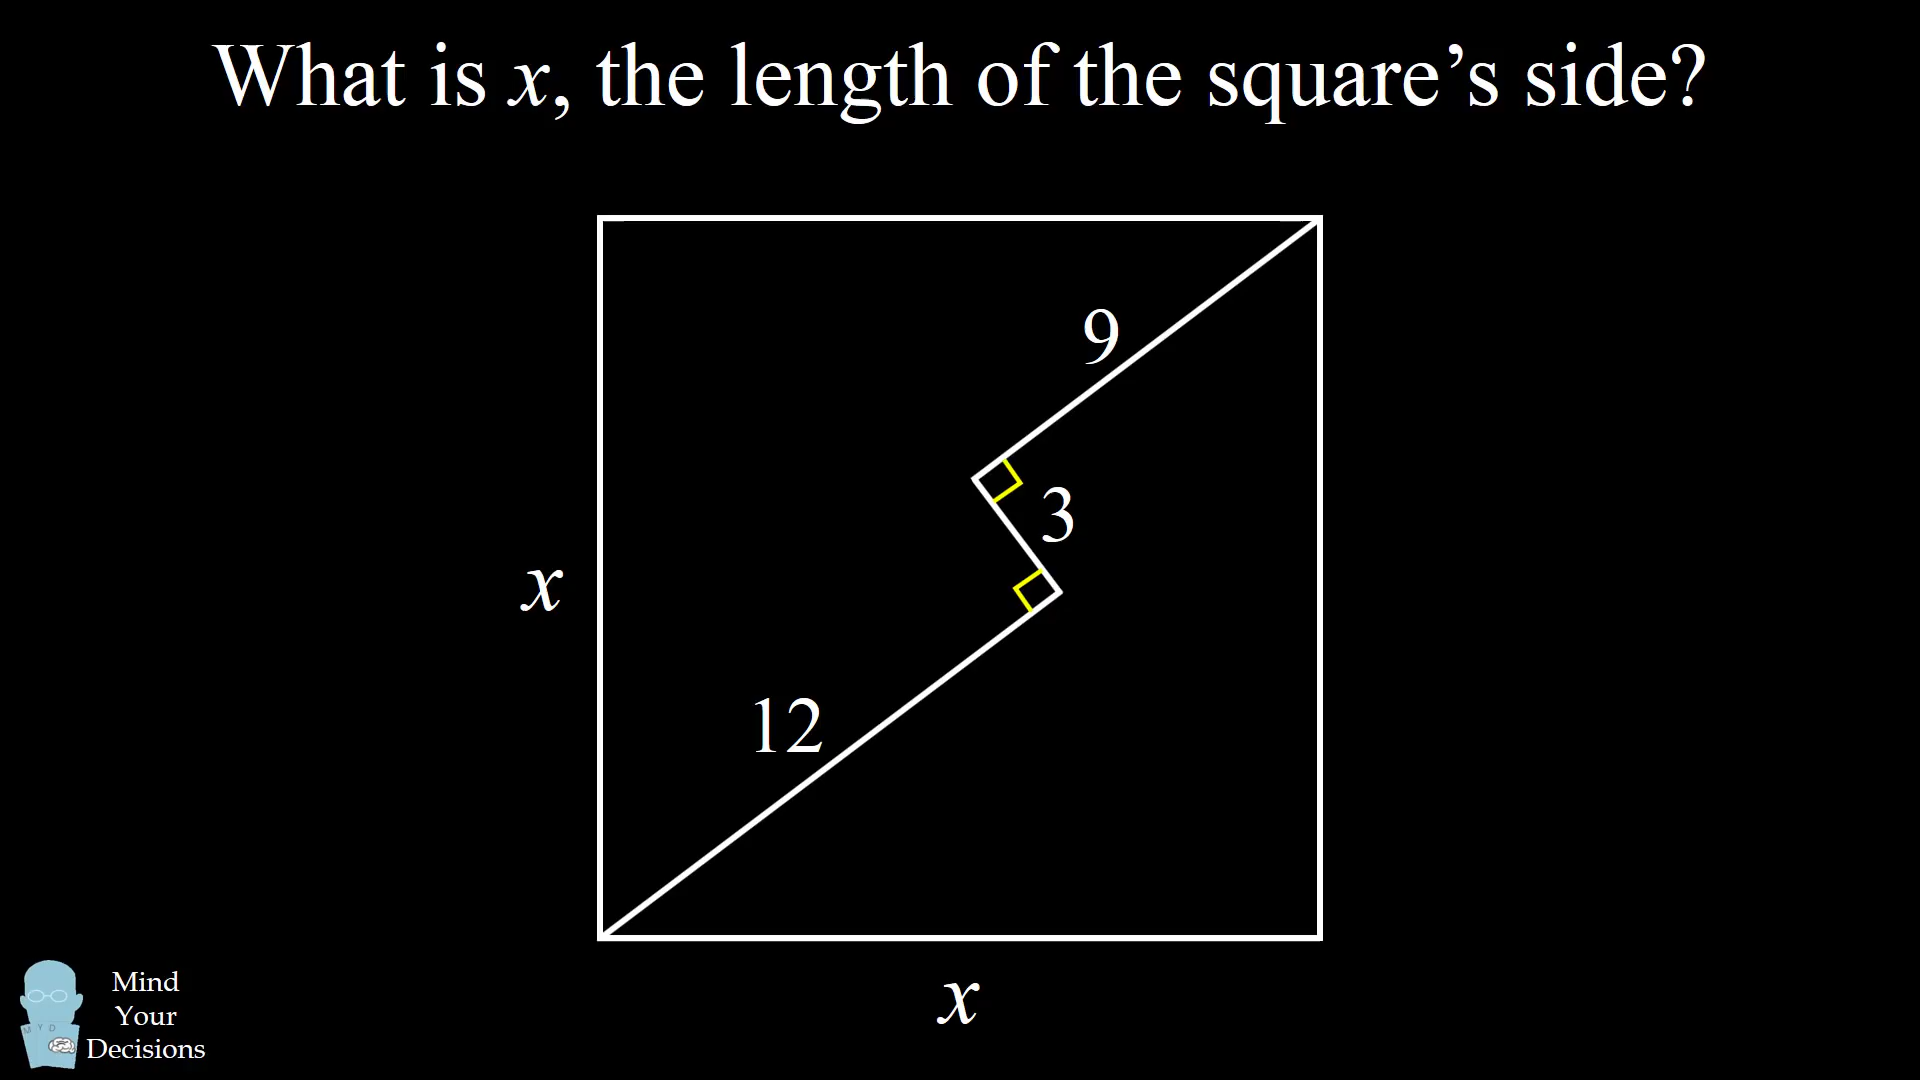 What is x, the length of the square’s side?
9
3
x
12
x
M Y D
Mind
Your
Decisions